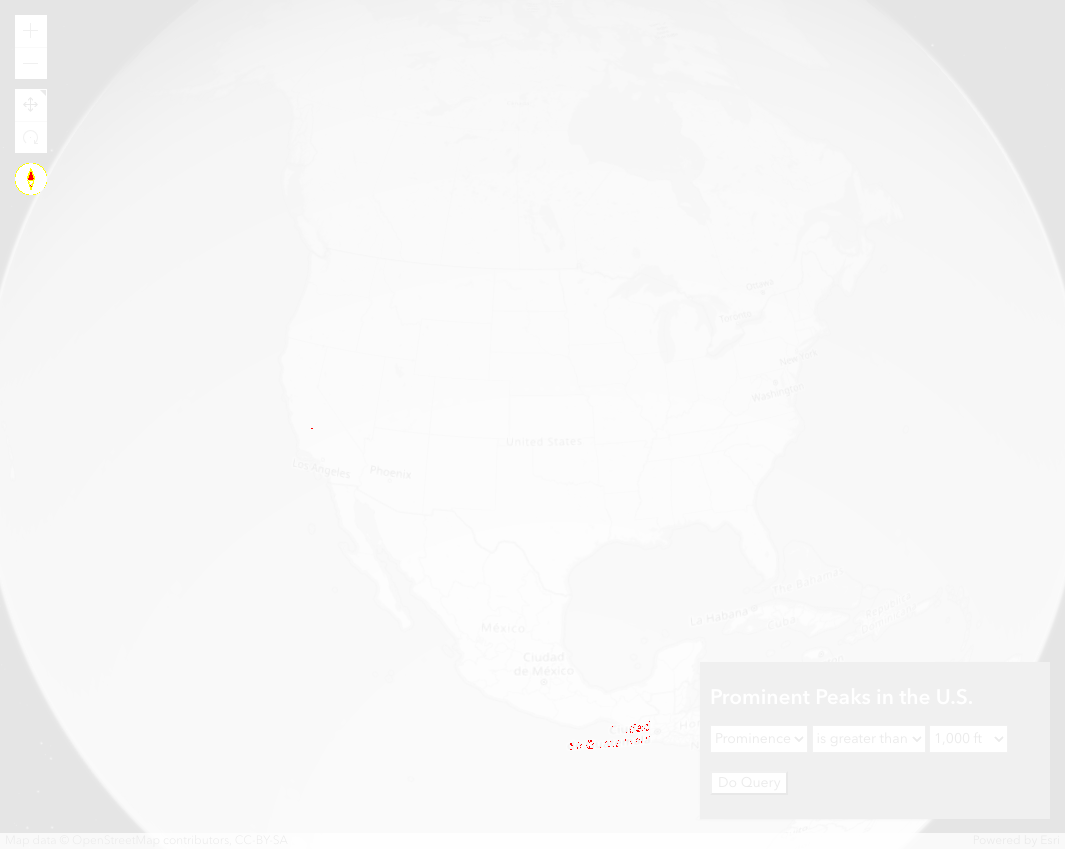 Ottawa
Toronto
New York
Washington
United States
Los Angeles
Phoenix
The Bahamas
La Habana
Cuba
México
Ciudad
de México
Prominent Peaks in the U.S.
Prominence is greater than 1,000 ft
Do Query
Map data © OpenStreetMap contributors, CC-BY-SA
Powered by Esri